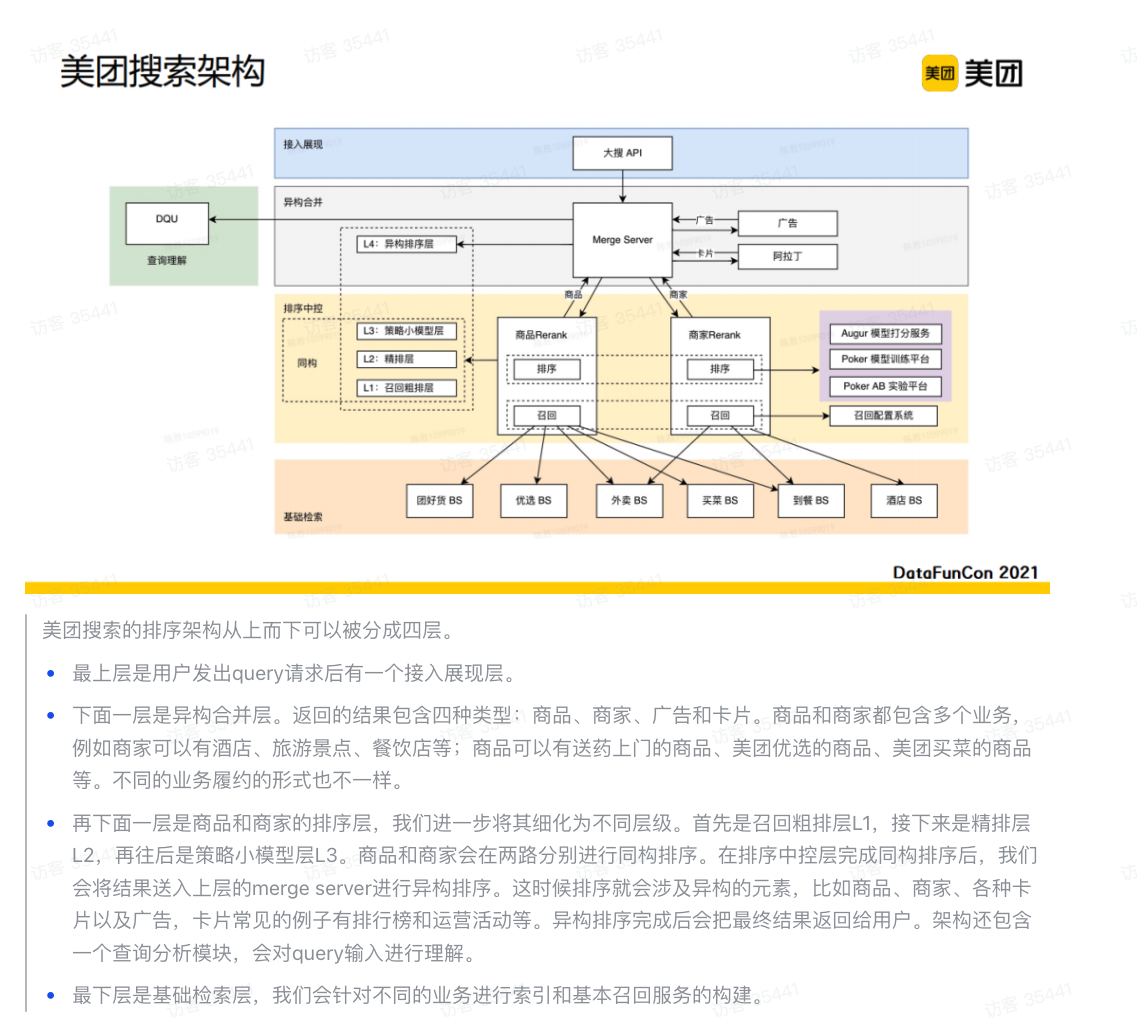 美团搜索架构
美团 美团
接入展现
大搜 API
异构合并
DQU
查询理解
L4：异构排序层
Merge Server
广告
广告
卡片
阿拉丁
商品
商家
排序中控
同构
L3：策略小模型层
L2：精排层
L1：召回粗排层
商品Rerank
排序
召回
商家Rerank
排序
召回
Augur 模型打分服务
Poker 模型训练平台
Poker AB 实验平台
召回配置系统
基础检索
团好货 BS
优选 BS
外卖 BS
买菜 BS
到餐 BS
酒店 BS
DataFunCon 2021
美团搜索的排序架构从上而下可以被分成四层。
最上层是用户发出query请求后有一个接入展现层。
下面一层是异构合并层。返回的结果包含四种类型：商品、商家、广告和卡片。商品和商家都包含多个业务，
例如商家可以有酒店、旅游景点、餐饮店等；商品可以有送药上门的商品、美团优选的商品、美团买菜的商品
等。不同的业务履约的形式也不一样。
再下面一层是商品和商家的排序层，我们进一步将其细化为不同层级。首先是召回粗排层L1，接下来是精排层
L2，再往后是策略小模型层L3。商品和商家会在两路分别进行同构排序。在排序中控层完成同构排序后，我们
会将结果送入上层的merge server进行异构排序。这时候排序就会涉及异构的元素，比如商品、商家、各种卡
片以及广告，卡片常见的例子有排行榜和运营活动等。异构排序完成后会把最终结果返回给用户。架构还包含
一个查询分析模块，会对query输入进行理解。
最下层是基础检索层，我们会针对不同的业务进行索引和基本召回服务的构建。
访客 35441